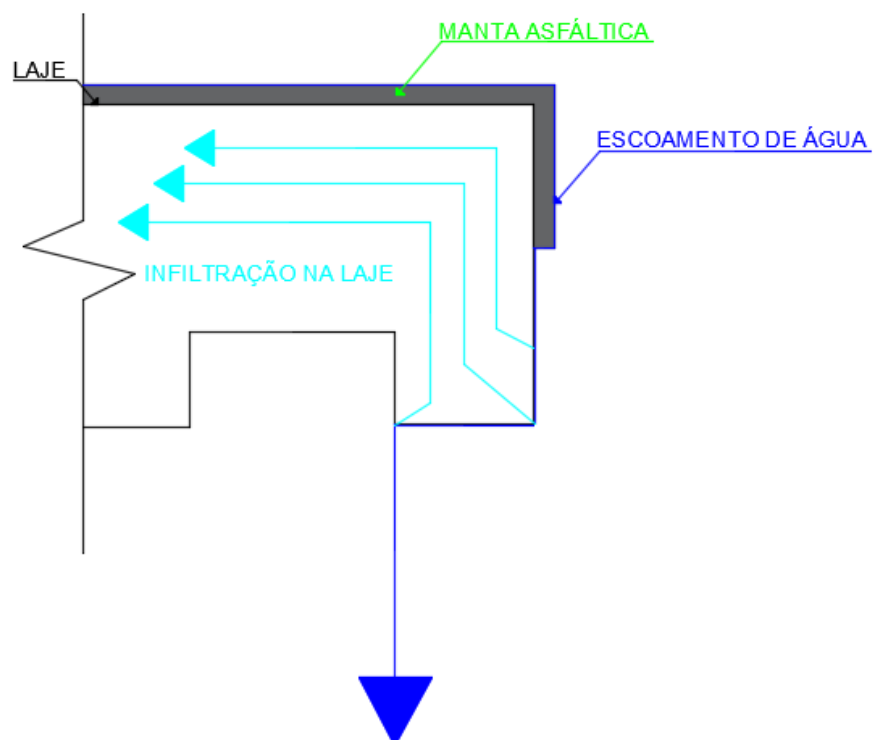 MANTA ASFÁLTICA
LAJE
ESCOAMENTO DE ÁGUA
INFILTRAÇÃO NA LAJE